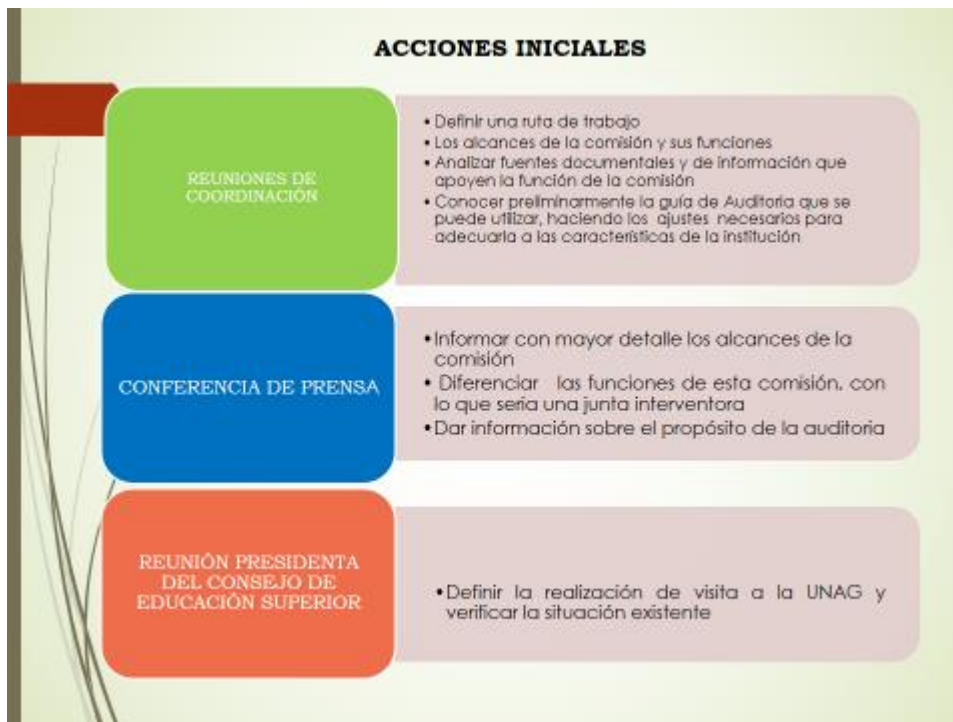 ACCIONES INICIALES
REUNIONES DE
COORDINACIÓN
• Definir una ruta de trabajo
• Los alcances de la comisión y sus funciones
• Analizar fuentes documentales y de información que
apoyen la función de la comisión
• Conocer preliminarmente la guía de Auditoria que se
puede utilizar, haciendo los ajustes necesarios para
adecuarla a las características de la institución
CONFERENCIA DE PRENSA
• Informar con mayor detalle los alcances de la
comisión
• Diferenciar las funciones de esta comisión, con
lo que seria una junta interventora
• Dar información sobre el propósito de la auditoria
REUNIÓN PRESIDENTA
DEL CONSEJO DE
EDUCACIÓN SUPERIOR
• Definir la realización de visita a la UNAG y
verificar la situación existente